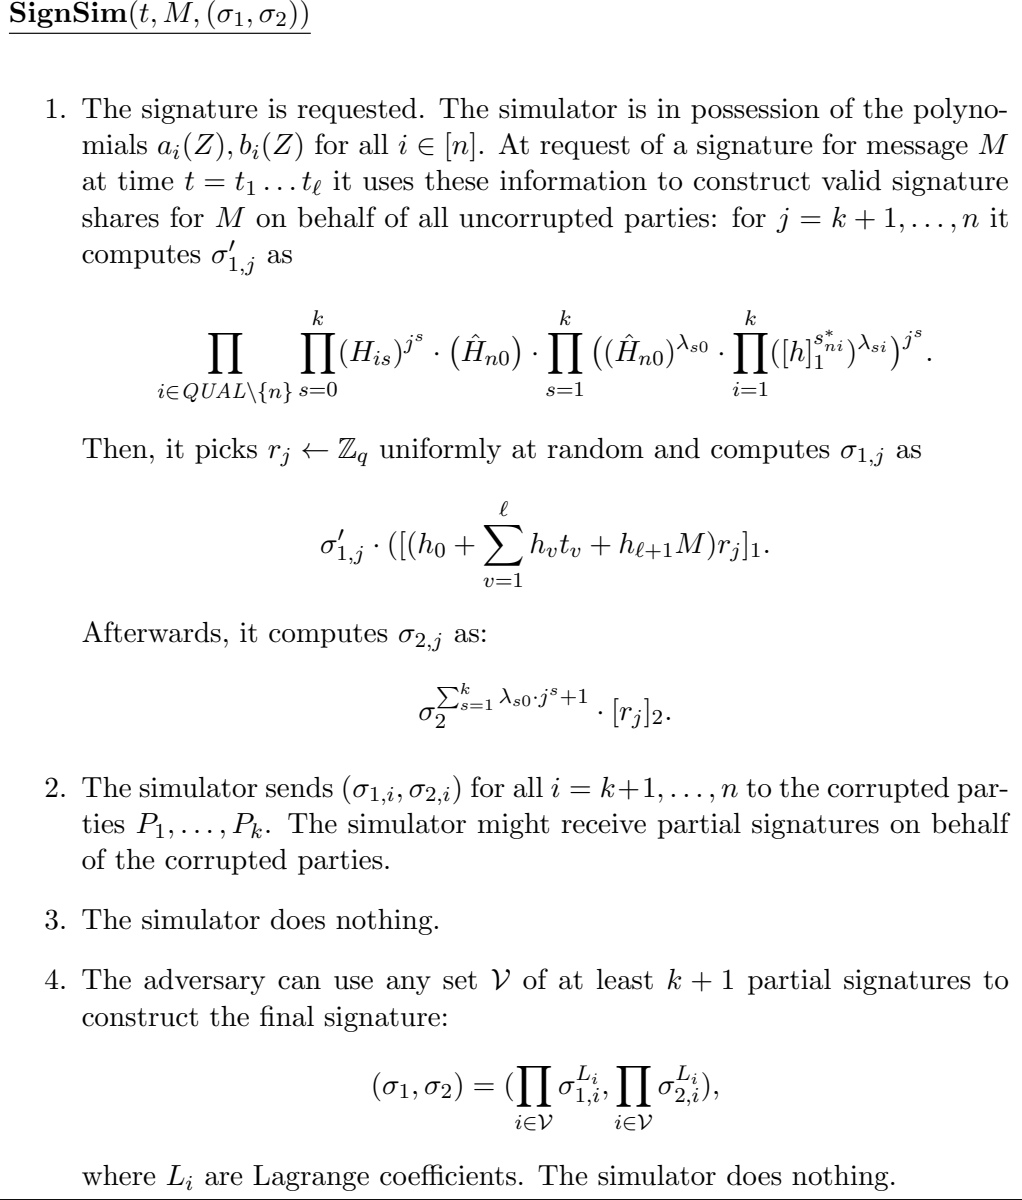 SignSim(t, M, (σ₁, σ₂))
1. The signature is requested. The simulator is in possession of the polyno-
mials a_i(Z), b_i(Z) for all i ∈ [n]. At request of a signature for message M
at time t = t_1 … t_ℓ it uses these information to construct valid signature
shares for M on behalf of all uncorrupted parties: for j = k + 1, …, n it
computes σ'_{1,j} as
∏_{i∈QUAL\{n}} ∏_{s=0}^{k} (H_{is})^{j^s} · (Ĥ_{n0}) · ∏_{s=1}^{k} ((Ĥ_{n0})^{λ_{s0}} · ∏_{i=1}^{k} ([h]_1^{s*_{ni}})^{λ_{si}})^{j^s}.
Then, it picks r_j ← ℤ_q uniformly at random and computes σ_{1,j} as
σ'_{1,j} · ([(h_0 + ∑_{v=1}^{ℓ} h_v t_v + h_{ℓ+1} M) r_j]_1.
Afterwards, it computes σ_{2,j} as:
σ_2^{∑_{s=1}^{k} λ_{s0}·j^s+1} · [r_j]_2.
2. The simulator sends (σ_{1,i}, σ_{2,i}) for all i = k+1, …, n to the corrupted par-
ties P_1, …, P_k. The simulator might receive partial signatures on behalf
of the corrupted parties.
3. The simulator does nothing.
4. The adversary can use any set 𝒱 of at least k + 1 partial signatures to
construct the final signature:
(σ_1, σ_2) = (∏_{i∈𝒱} σ_{1,i}^{L_i}, ∏_{i∈𝒱} σ_{2,i}^{L_i}),
where L_i are Lagrange coefficients. The simulator does nothing.